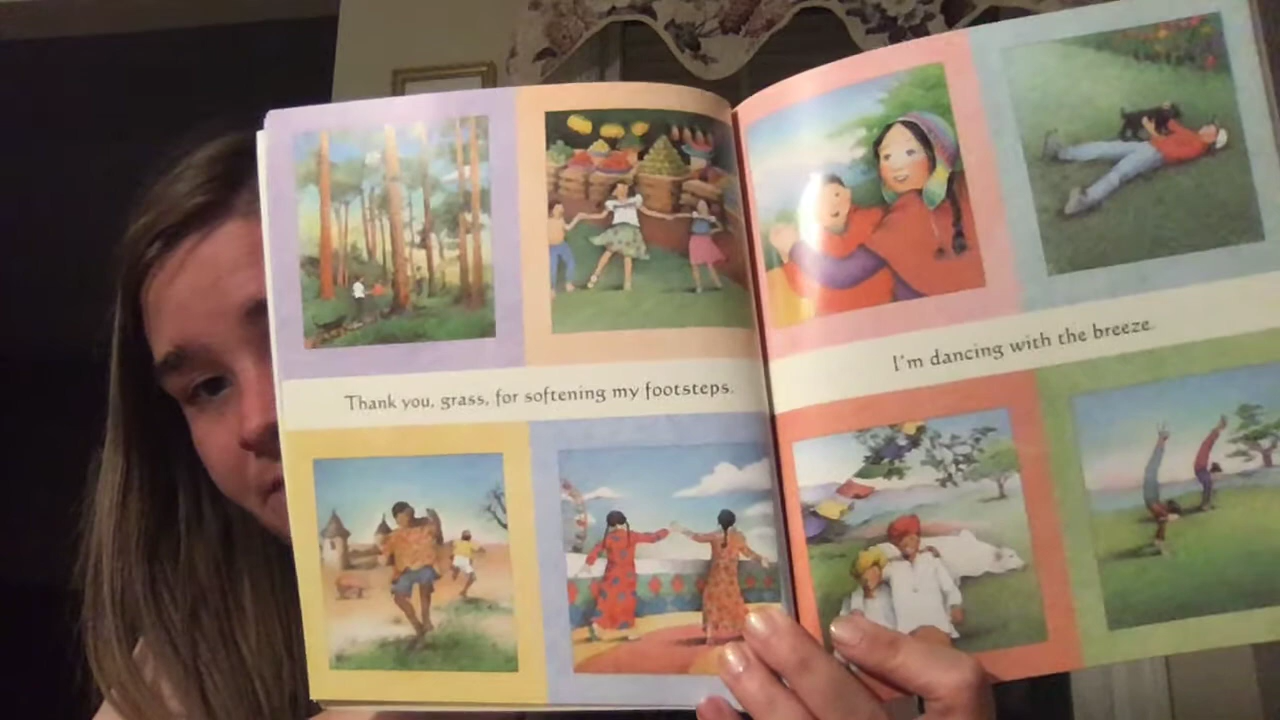 Thank you, grass, for softening my footsteps.
I'm dancing with the breeze.